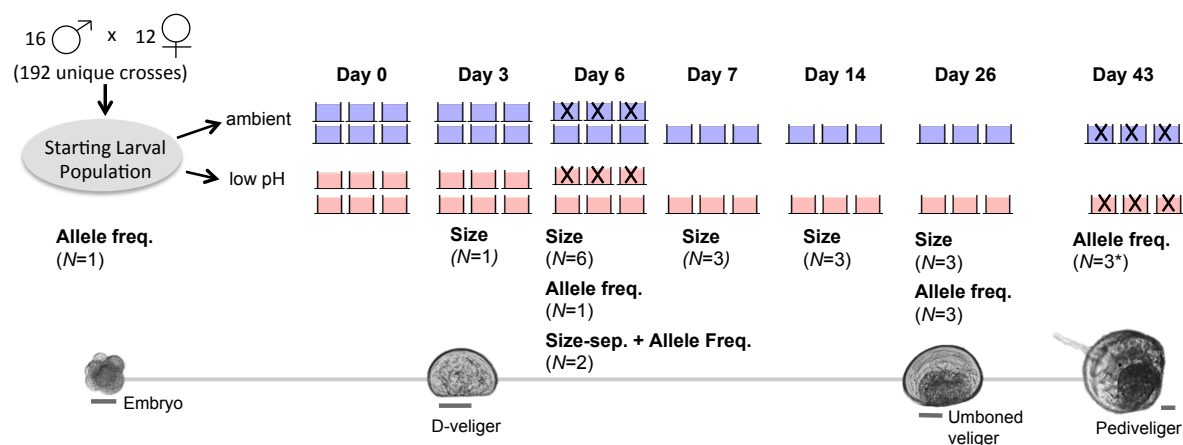 16 x 12
(192 unique crosses)
Starting Larval
Population
ambient
low pH
Day 0 Day 3 Day 6 Day 7 Day 14 Day 26 Day 43
X X X
X X X
X X X
X X X
Allele freq.
(N=1)
Size
(N=1)
Size
(N=6)
Allele freq.
(N=1)
Size-sep. + Allele Freq.
(N=2)
Size
(N=3)
Size
(N=3)
Size
(N=3)
Allele freq.
(N=3)
Allele freq.
(N=3*)
Embryo
D-veliger
Umboned
veliger
Pediveliger